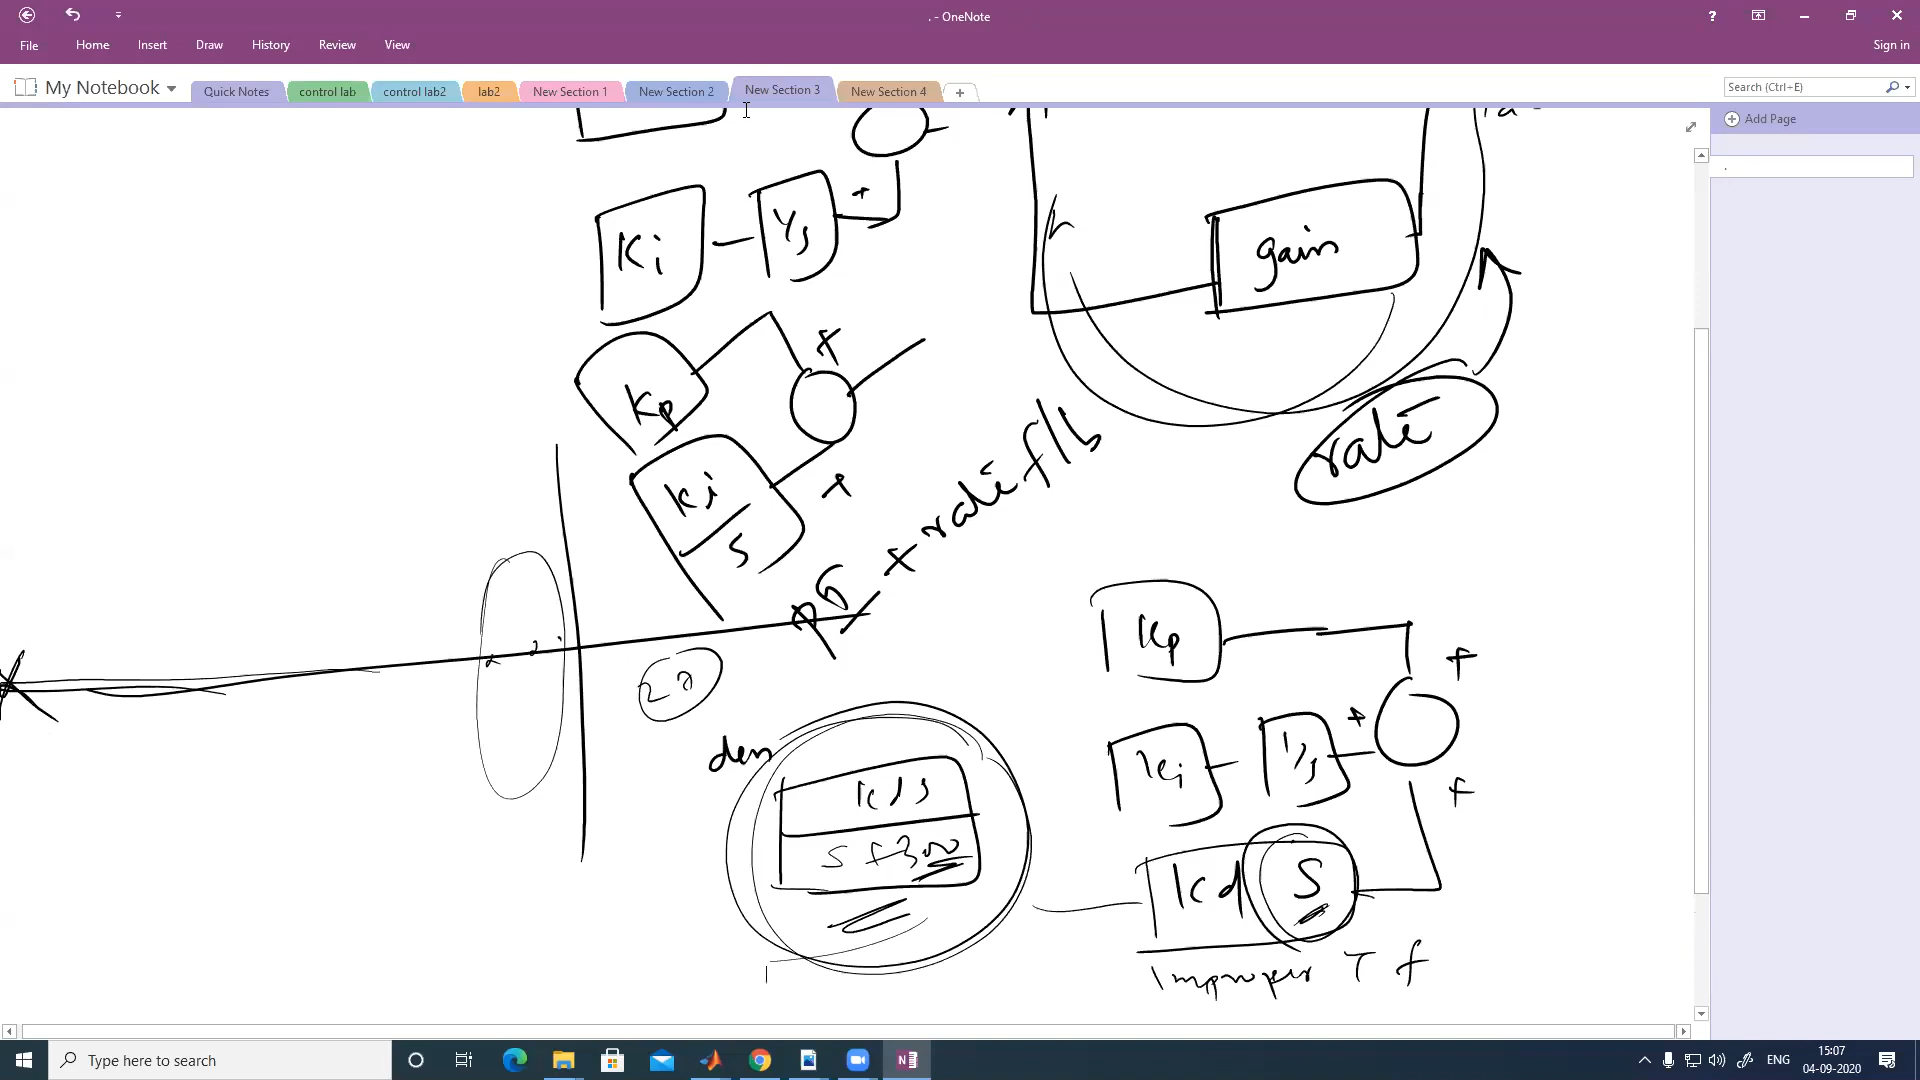 . - OneNote
?
File Home Insert Draw History Review View
Sign in
My Notebook
Quick Notes control lab control lab2 lab2 New Section 1 New Section 2 New Section 3 New Section 4
Search (Ctrl+E)
Add Page
.
Ki 1/s +
gain
Kp +
Ki
S
+
rate
PG + rate f/b
Kp +
Ki 1/s +
+
den
Kds
S + 300
Kd S
Improper T f
Type here to search
ENG
15:07
04-09-2020